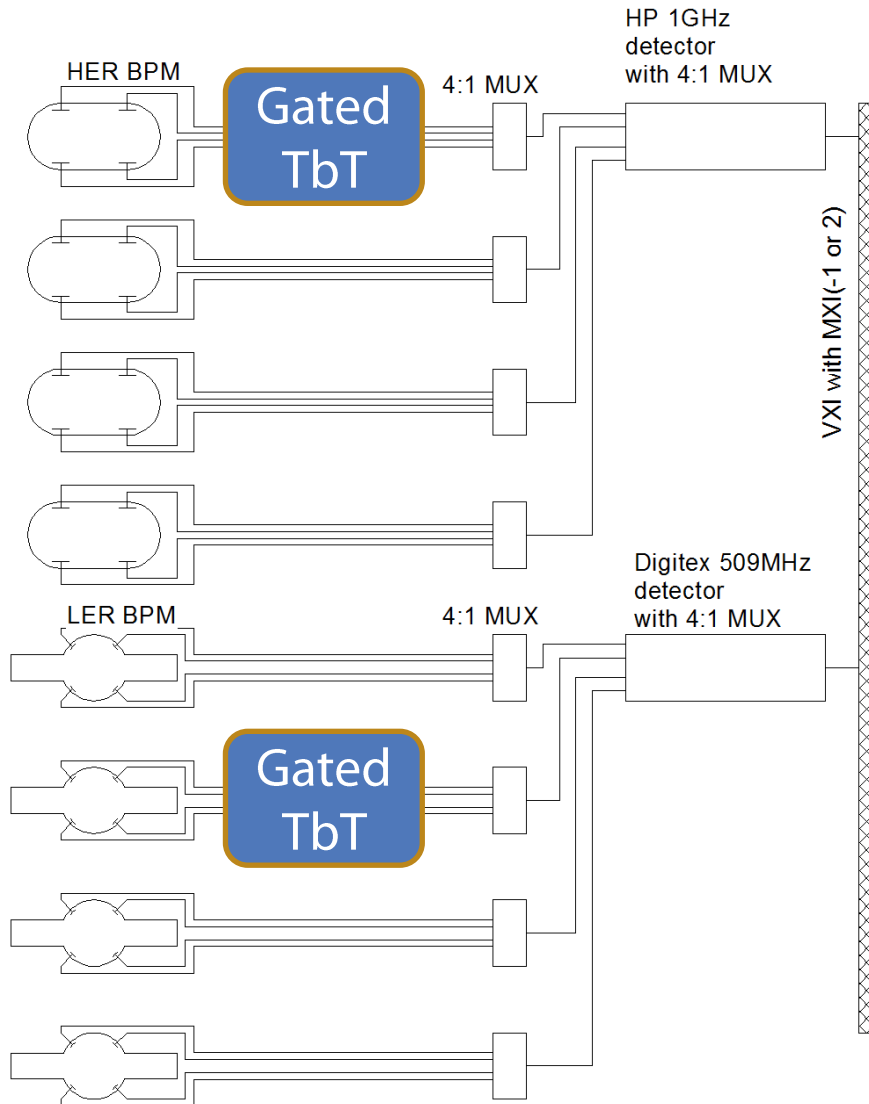 HP 1GHz
detector
with 4:1 MUX
HER BPM
4:1 MUX
Gated
TbT
VXI with MXI(-1 or 2)
Digitex 509MHz
detector
with 4:1 MUX
LER BPM
4:1 MUX
Gated
TbT